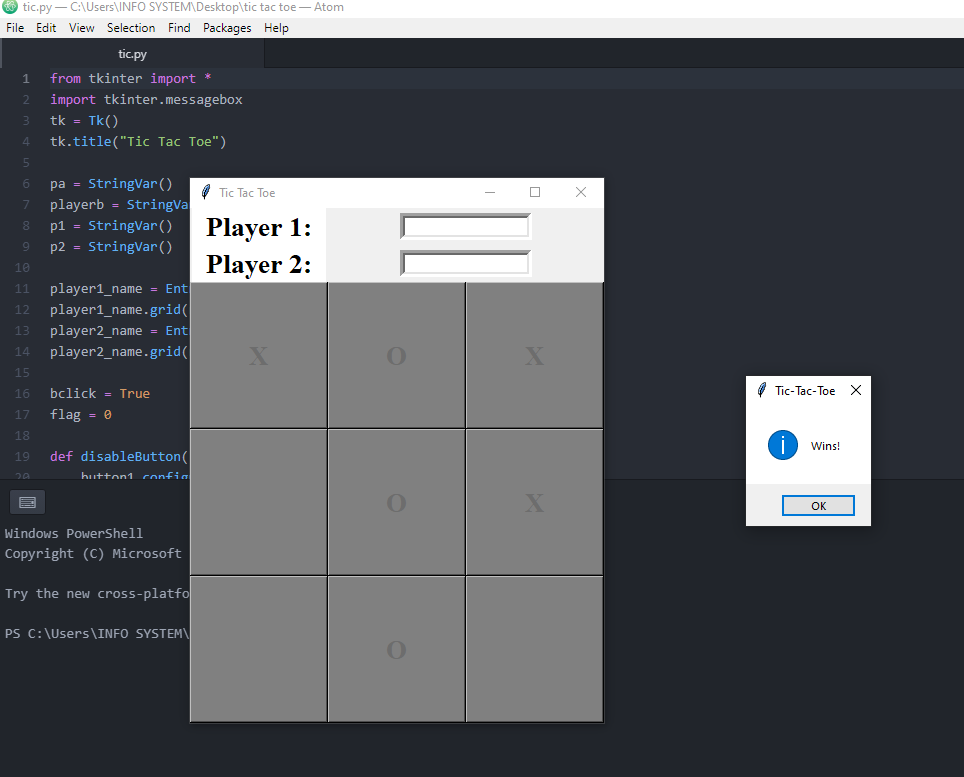 tic.py — C:\Users\INFO SYSTEM\Desktop\tic tac toe — Atom
File Edit View Selection Find Packages Help
tic.py
1 from tkinter import *
2 import tkinter.messagebox
3 tk = Tk()
4 tk.title("Tic Tac Toe")
5
6 pa = StringVar()
7 playerb = StringVa
8 p1 = StringVar()
9 p2 = StringVar()
10
11 player1_name = Ent
12 player1_name.grid(
13 player2_name = Ent
14 player2_name.grid(
15
16 bclick = True
17 flag = 0
18
19 def disableButton(
20 button1.config
Tic Tac Toe
Player 1:
Player 2:
X O X
O X
O
Tic-Tac-Toe
Wins!
OK
Windows PowerShell
Copyright (C) Microsoft
Try the new cross-platfo
PS C:\Users\INFO SYSTEM\